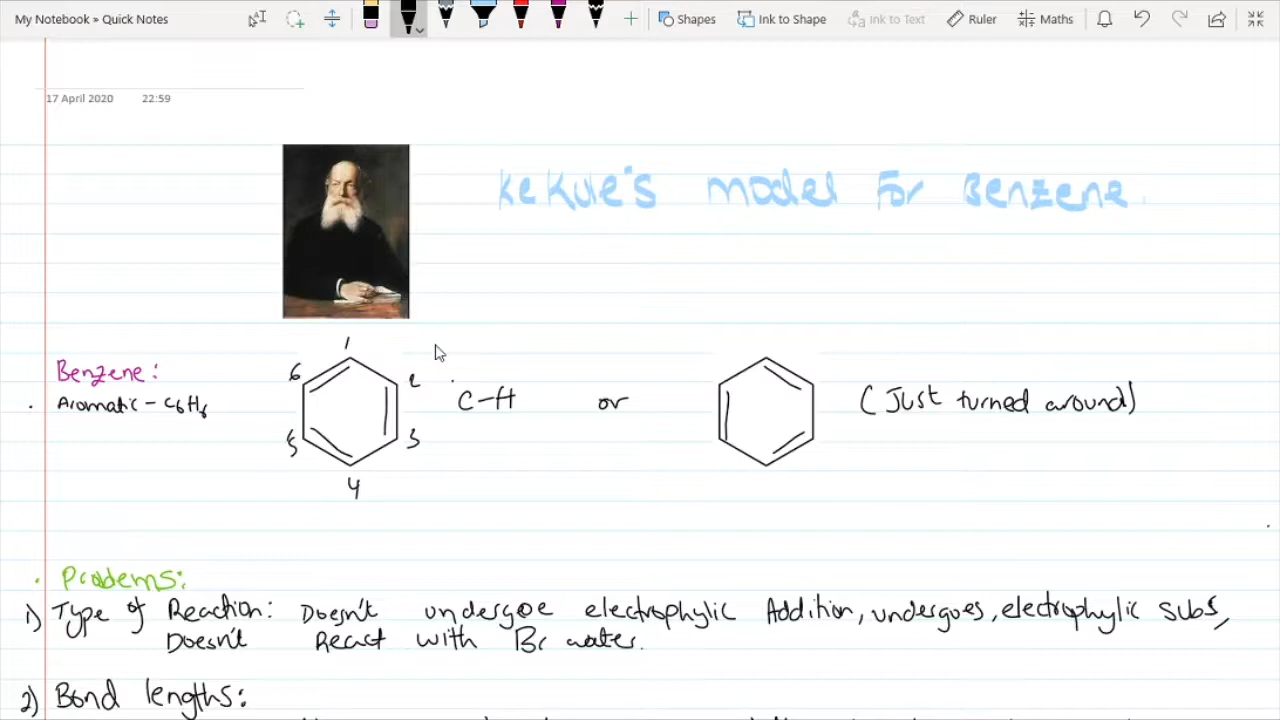 My Notebook » Quick Notes
Shapes
Ink to Shape
Ink to Text
Ruler
Maths
17 April 2020 22:59
Kekule's model For Benzene.
Benzene:
Aromatic - C6H6
1
6
2
C-H
or
(Just turned around)
5
3
4
Problems:
1) Type of Reaction: Doesn't undergoe electrophylic Addition, undergoes, electrophylic subs,
Doesn't React with Br water.
2) Bond lengths: